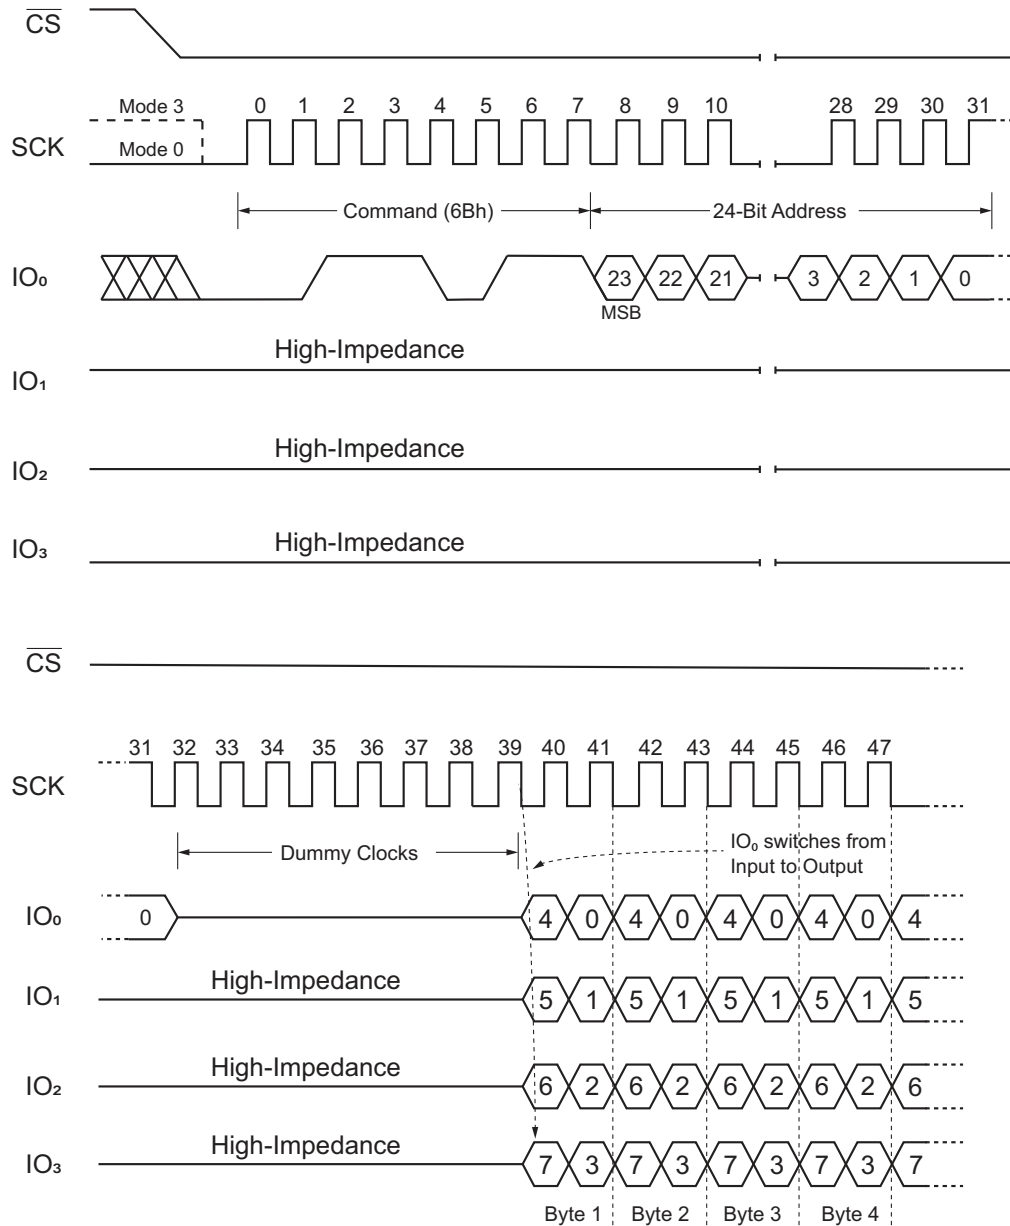 CS
Mode 3 0 1 2 3 4 5 6 7 8 9 10 28 29 30 31
SCK
Mode 0
Command (6Bh) 24-Bit Address
IO₀ 23 22 21 3 2 1 0
MSB
High-Impedance
IO₁
High-Impedance
IO₂
High-Impedance
IO₃
CS
31 32 33 34 35 36 37 38 39 40 41 42 43 44 45 46 47
SCK
Dummy Clocks
IO₀ switches from
Input to Output
IO₀ 0 4 0 4 0 4 0 4 0 4
High-Impedance
IO₁ 5 1 5 1 5 1 5 1 5
High-Impedance
IO₂ 6 2 6 2 6 2 6 2 6
High-Impedance
IO₃ 7 3 7 3 7 3 7 3 7
Byte 1 Byte 2 Byte 3 Byte 4